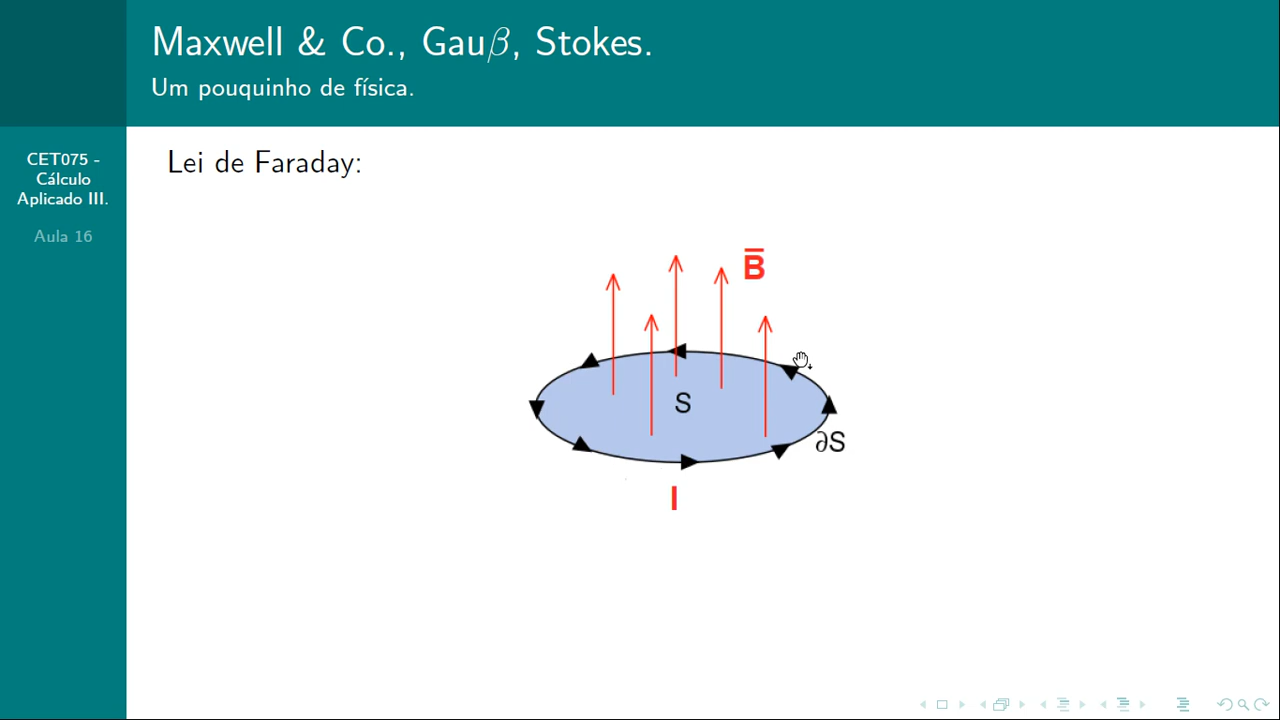 Maxwell & Co., Gauβ, Stokes.
Um pouquinho de física.
CET075 -
Cálculo
Aplicado III.
Aula 16
Lei de Faraday:
B̅
S
∂S
I